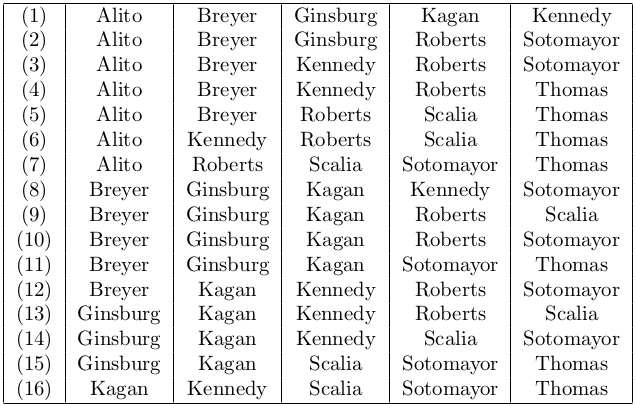 (1) Alito Breyer Ginsburg Kagan Kennedy
(2) Alito Breyer Ginsburg Roberts Sotomayor
(3) Alito Breyer Kennedy Roberts Sotomayor
(4) Alito Breyer Kennedy Roberts Thomas
(5) Alito Breyer Roberts Scalia Thomas
(6) Alito Kennedy Roberts Scalia Thomas
(7) Alito Roberts Scalia Sotomayor Thomas
(8) Breyer Ginsburg Kagan Kennedy Sotomayor
(9) Breyer Ginsburg Kagan Roberts Scalia
(10) Breyer Ginsburg Kagan Roberts Sotomayor
(11) Breyer Ginsburg Kagan Sotomayor Thomas
(12) Breyer Kagan Kennedy Roberts Sotomayor
(13) Ginsburg Kagan Kennedy Roberts Scalia
(14) Ginsburg Kagan Kennedy Scalia Sotomayor
(15) Ginsburg Kagan Scalia Sotomayor Thomas
(16) Kagan Kennedy Scalia Sotomayor Thomas